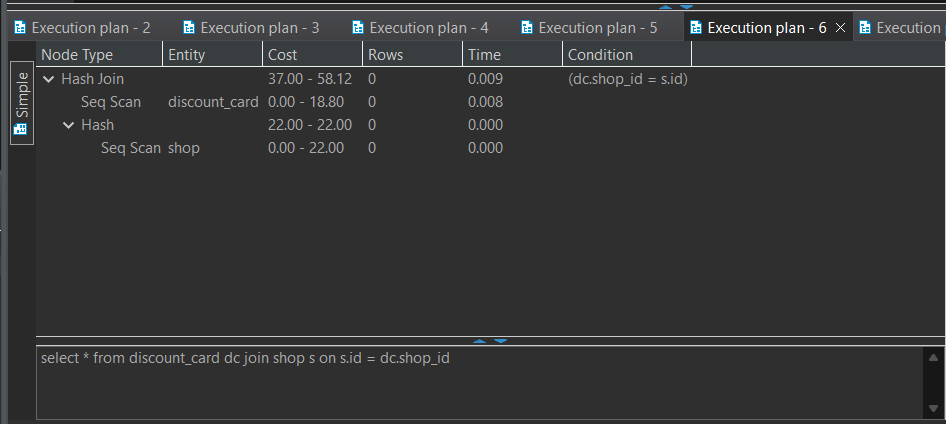 Execution plan - 2 Execution plan - 3 Execution plan - 4 Execution plan - 5 Execution plan - 6 Execution
Simple
Node Type Entity Cost Rows Time Condition
Hash Join 37.00 - 58.12 0 0.009 (dc.shop_id = s.id)
Seq Scan discount_card 0.00 - 18.80 0 0.008
Hash 22.00 - 22.00 0 0.000
Seq Scan shop 0.00 - 22.00 0 0.000
select * from discount_card dc join shop s on s.id = dc.shop_id